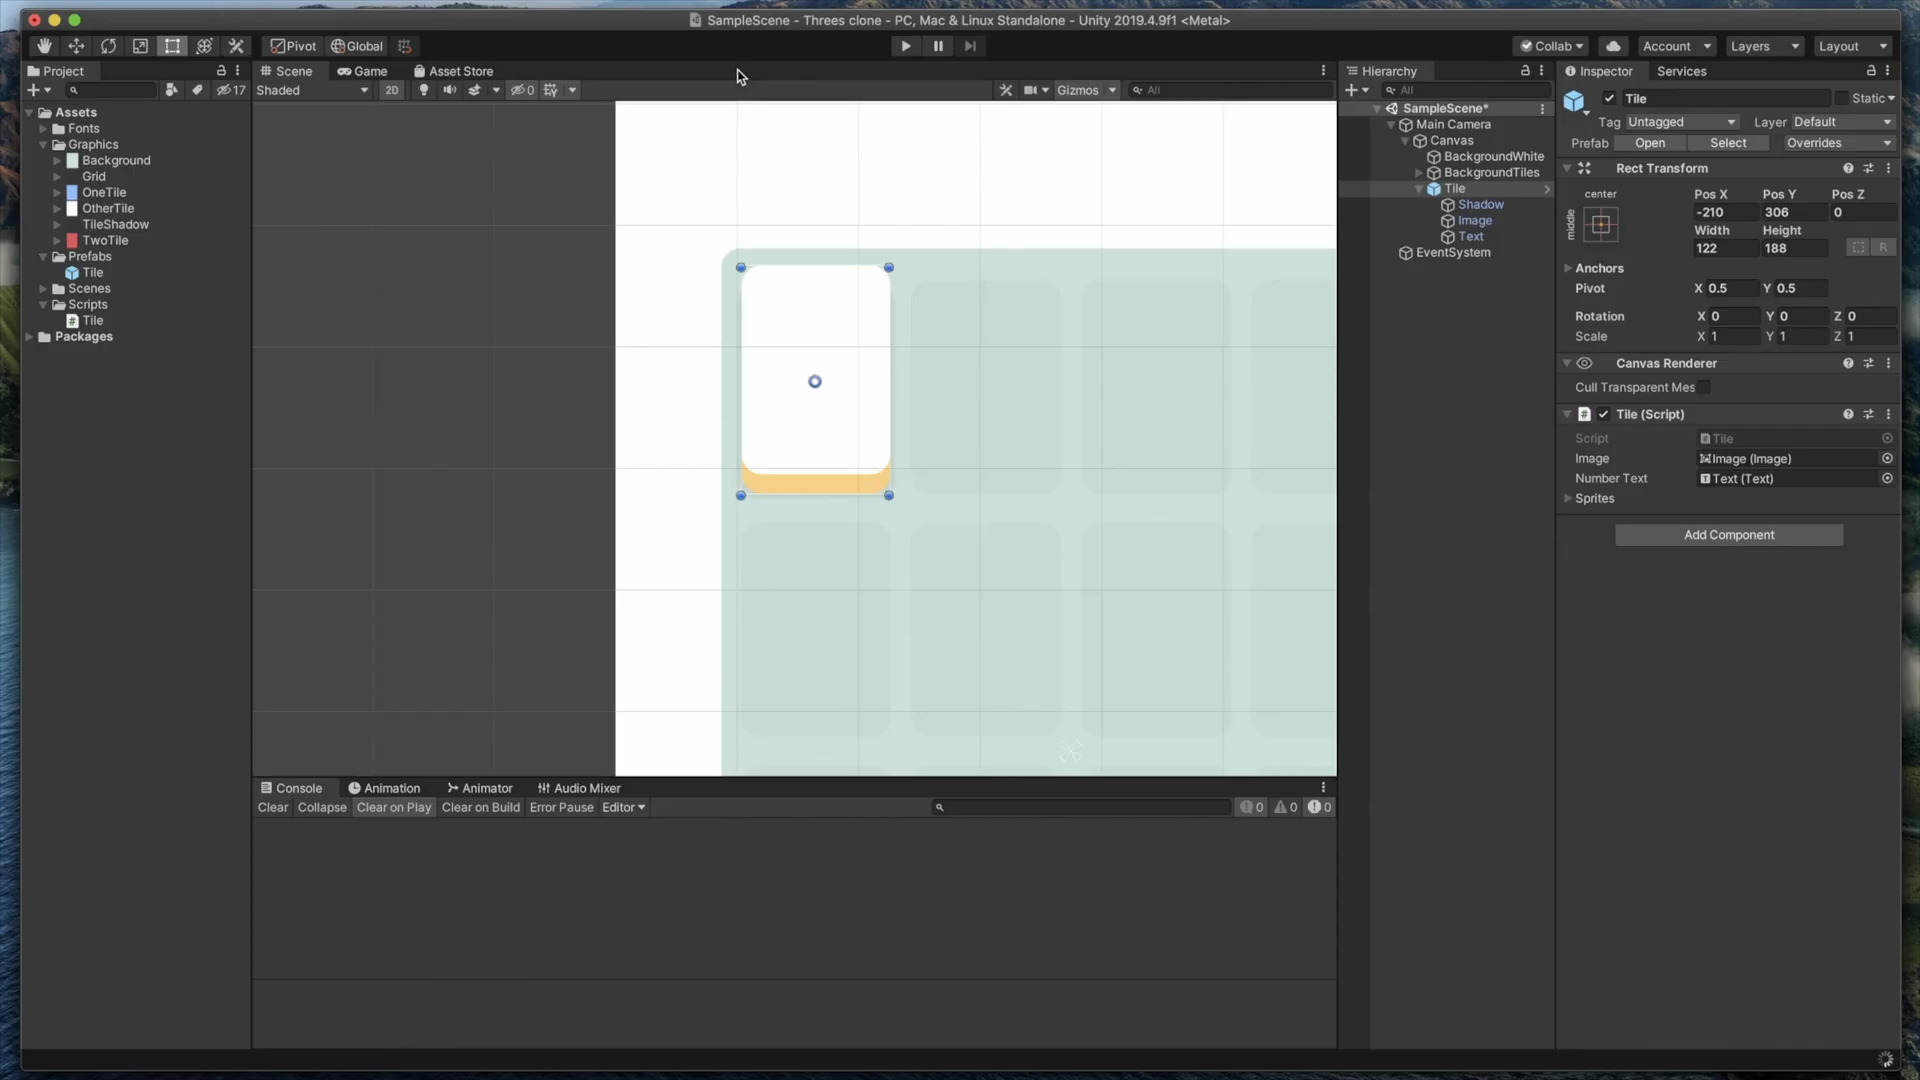 SampleScene - Threes clone - PC, Mac & Linux Standalone - Unity 2019.4.9f1 <Metal>
Pivot Global Collab Account Layers Layout
Project
17
Assets
Fonts
Graphics
Background
Grid
OneTile
OtherTile
TileShadow
TwoTile
Prefabs
Tile
Scenes
Scripts
Tile
Packages
Scene Game Asset Store
Shaded 2D 0 Gizmos All
Console Animation Animator Audio Mixer
Clear Collapse Clear on Play Clear on Build Error Pause Editor 0 0 0
Hierarchy
All
SampleScene*
Main Camera
Canvas
BackgroundWhite
BackgroundTiles
Tile
Shadow
Image
Text
EventSystem
Inspector Services
Tile Static
Tag Untagged Layer Default
Prefab Open Select Overrides
Rect Transform
center
middle
Pos X Pos Y Pos Z
-210 306 0
Width Height
122 188
R
Anchors
Pivot X 0.5 Y 0.5
Rotation X 0 Y 0 Z 0
Scale X 1 Y 1 Z 1
Canvas Renderer
Cull Transparent Mes
Tile (Script)
Script Tile
Image Image (Image)
Number Text Text (Text)
Sprites
Add Component